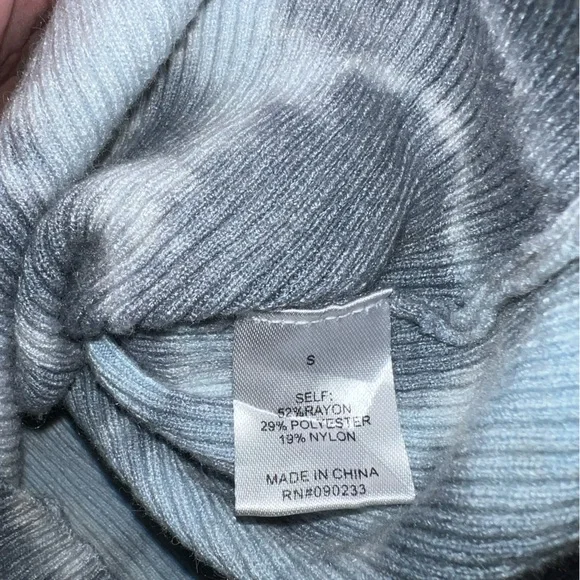 S
SELF:
52%RAYON
29% POLYESTER
19% NYLON
MADE IN CHINA
RN#090233